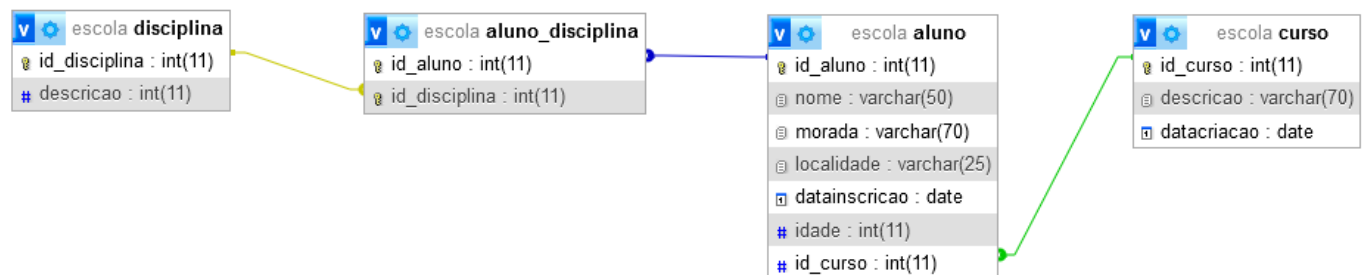 v escola disciplina
id_disciplina : int(11)
# descricao : int(11)
v escola aluno_disciplina
id_aluno : int(11)
id_disciplina : int(11)
v escola aluno
id_aluno : int(11)
nome : varchar(50)
morada : varchar(70)
localidade : varchar(25)
datainscricao : date
# idade : int(11)
# id_curso : int(11)
v escola curso
id_curso : int(11)
descricao : varchar(70)
datacriacao : date